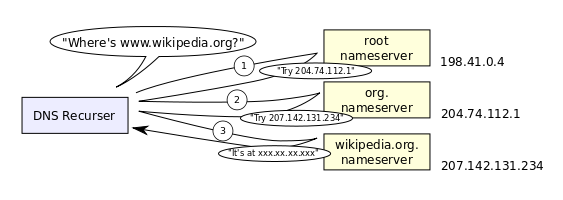 "Where's www.wikipedia.org?"
root
nameserver
198.41.0.4
1
"Try 204.74.112.1"
org.
nameserver
204.74.112.1
2
"Try 207.142.131.234"
DNS Recurser
3
wikipedia.org.
nameserver
207.142.131.234
"It's at xxx.xx.xx.xxx"